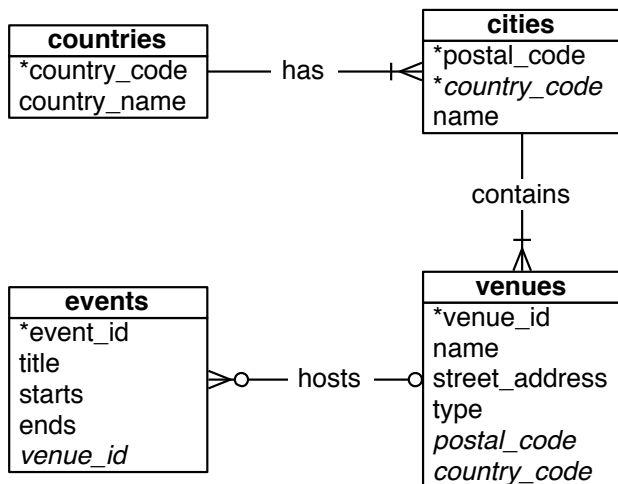 countries
*country_code
country_name
has
cities
*postal_code
*country_code
name
contains
events
*event_id
title
starts
ends
venue_id
hosts
venues
*venue_id
name
street_address
type
postal_code
country_code